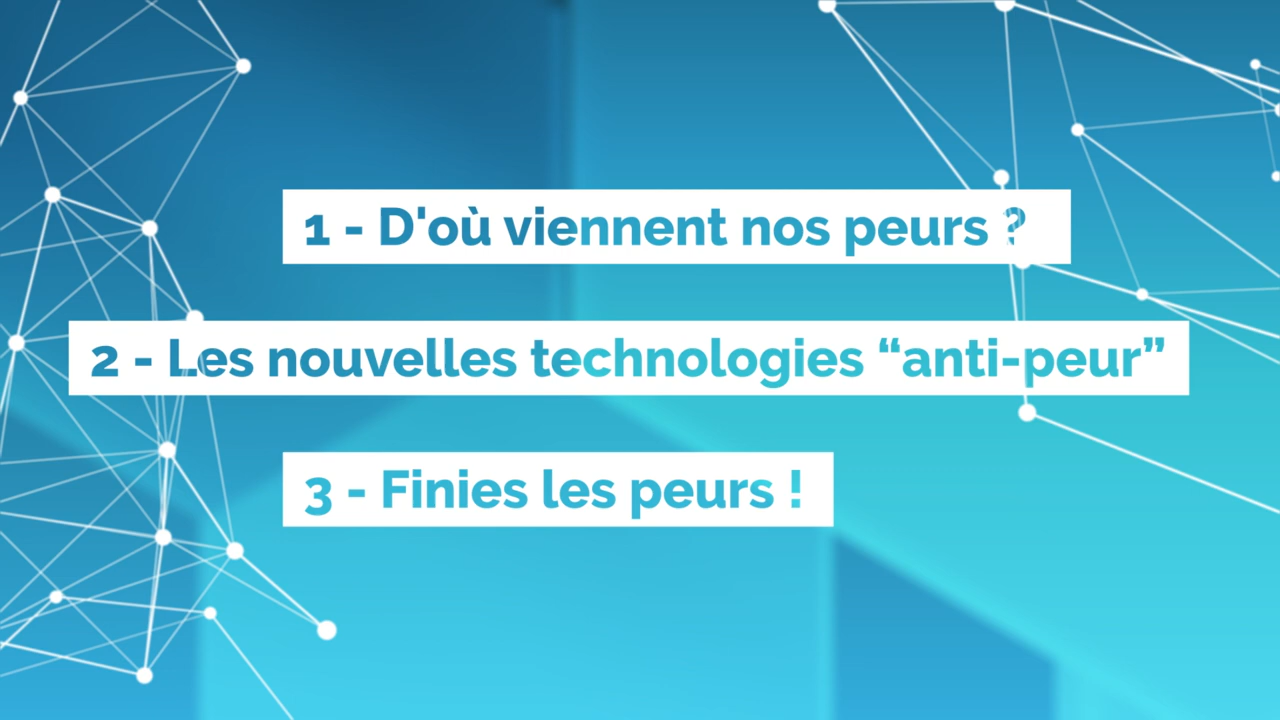 1 - D'où viennent nos peurs ?
2 - Les nouvelles technologies “anti-peur”
3 - Finies les peurs !